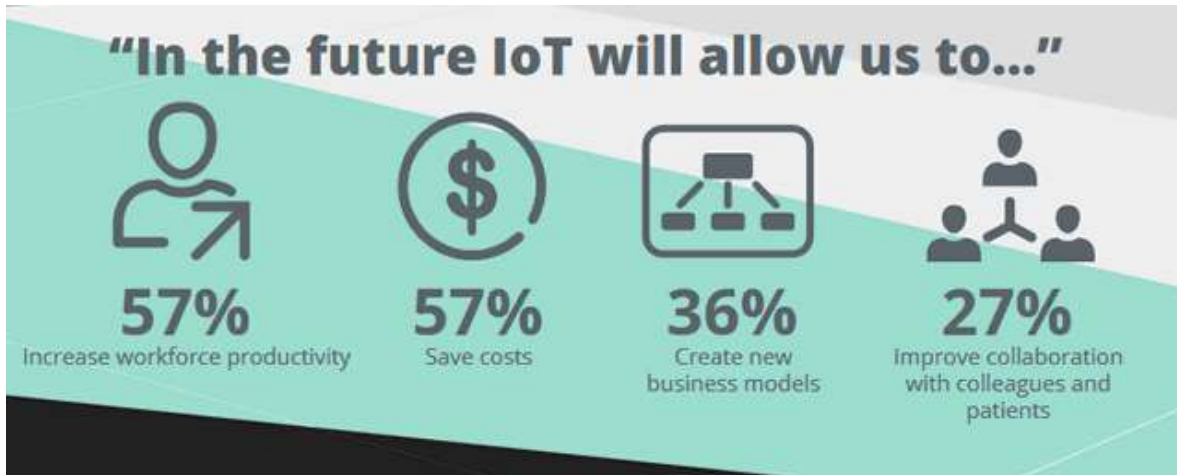 “In the future IoT will allow us to...”
$
57%
Increase workforce productivity
57%
Save costs
36%
Create new
business models
27%
Improve collaboration
with colleagues and
patients